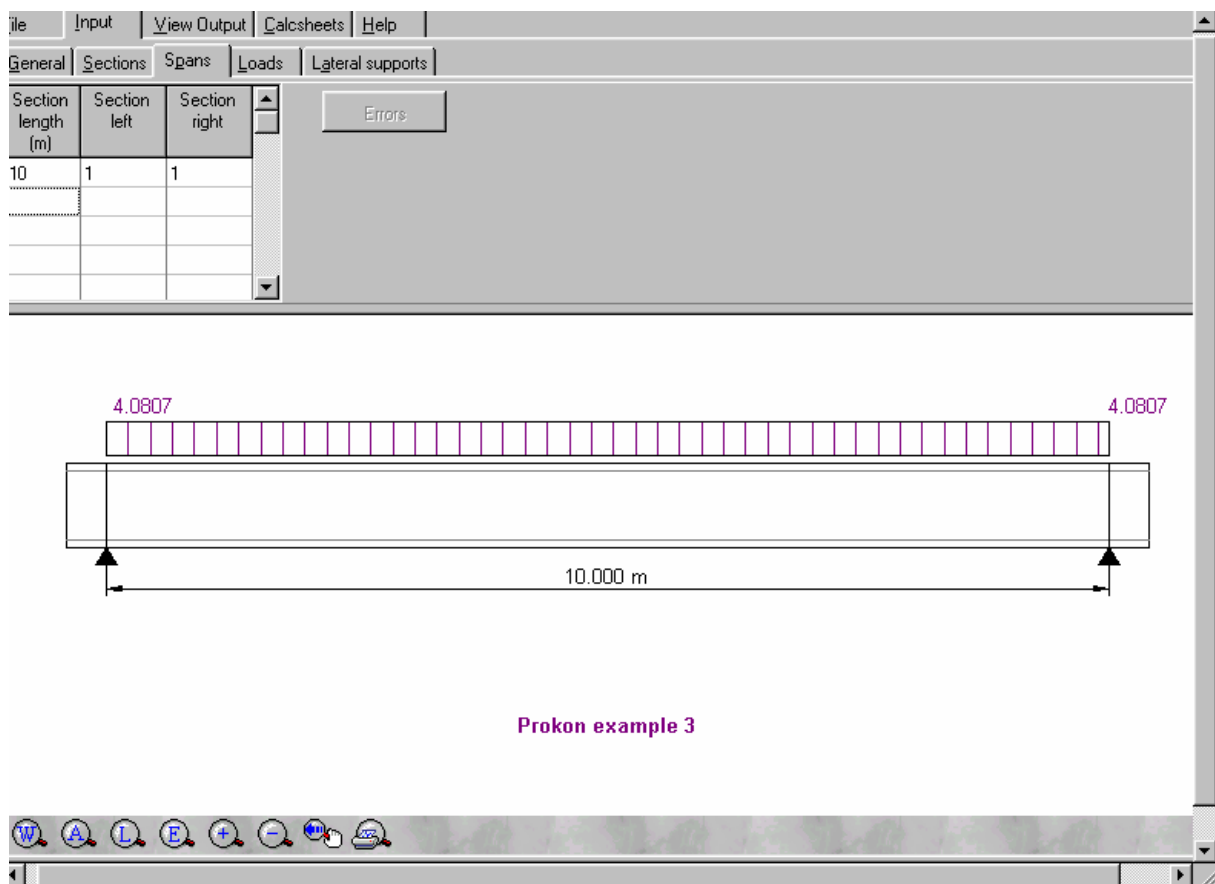 ile Input View Output Calcsheets Help
General Sections Spans Loads Lateral supports
Section length (m) Section left Section right Errors
10 1 1
4.0807 4.0807
10.000 m
Prokon example 3
W A L E + −